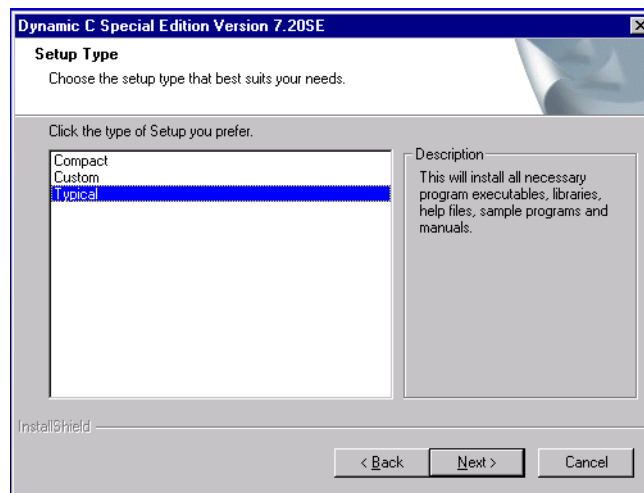 Dynamic C Special Edition Version 7.20SE
Setup Type
Choose the setup type that best suits your needs.
Click the type of Setup you prefer.
Compact
Custom
Typical
Description
This will install all necessary
program executables, libraries,
help files, sample programs and
manuals.
InstallShield
< Back
Next >
Cancel